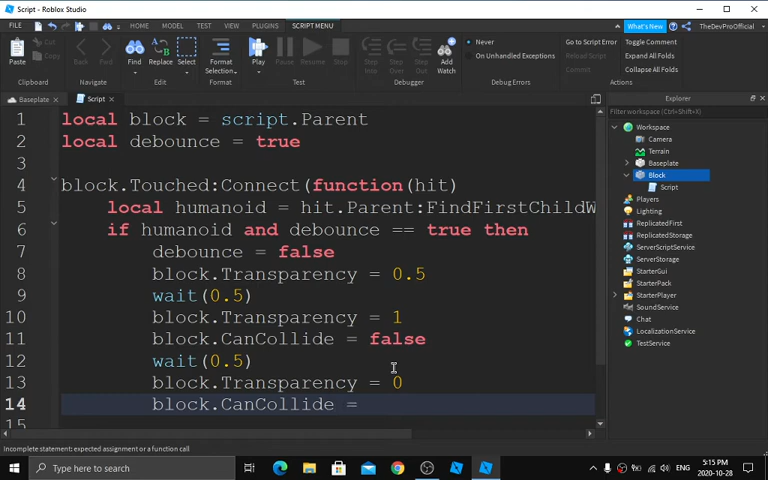 Script - Roblox Studio
FILE HOME MODEL TEST VIEW PLUGINS SCRIPT MENU What's New TheDevProOfficial
Paste Cut Copy Back Forward Find Replace Select Format Selection... Play Pause Resume Stop Step Into Step Over Step Out Add Watch Never On Unhandled Exceptions Go to Script Error Reload Script Commit Toggle Comment Expand All Folds Collapse All Folds
Clipboard Navigate Edit Format Test Debugger Debug Errors Actions
Baseplate Script
1 local block = script.Parent
2 local debounce = true
3
4 block.Touched:Connect(function(hit)
5 local humanoid = hit.Parent:FindFirstChildW
6 if humanoid and debounce == true then
7 debounce = false
8 block.Transparency = 0.5
9 wait(0.5)
10 block.Transparency = 1
11 block.CanCollide = false
12 wait(0.5)
13 block.Transparency = 0
14 block.CanCollide =
15
Explorer
Filter workspace (Ctrl+Shift+X)
Workspace
Camera
Terrain
Baseplate
Block
Script
Players
Lighting
ReplicatedFirst
ReplicatedStorage
ServerScriptService
ServerStorage
StarterGui
StarterPack
StarterPlayer
SoundService
Chat
LocalizationService
TestService
Incomplete statement: expected assignment or a function call
Type here to search
ENG
5:15 PM
2020-10-28